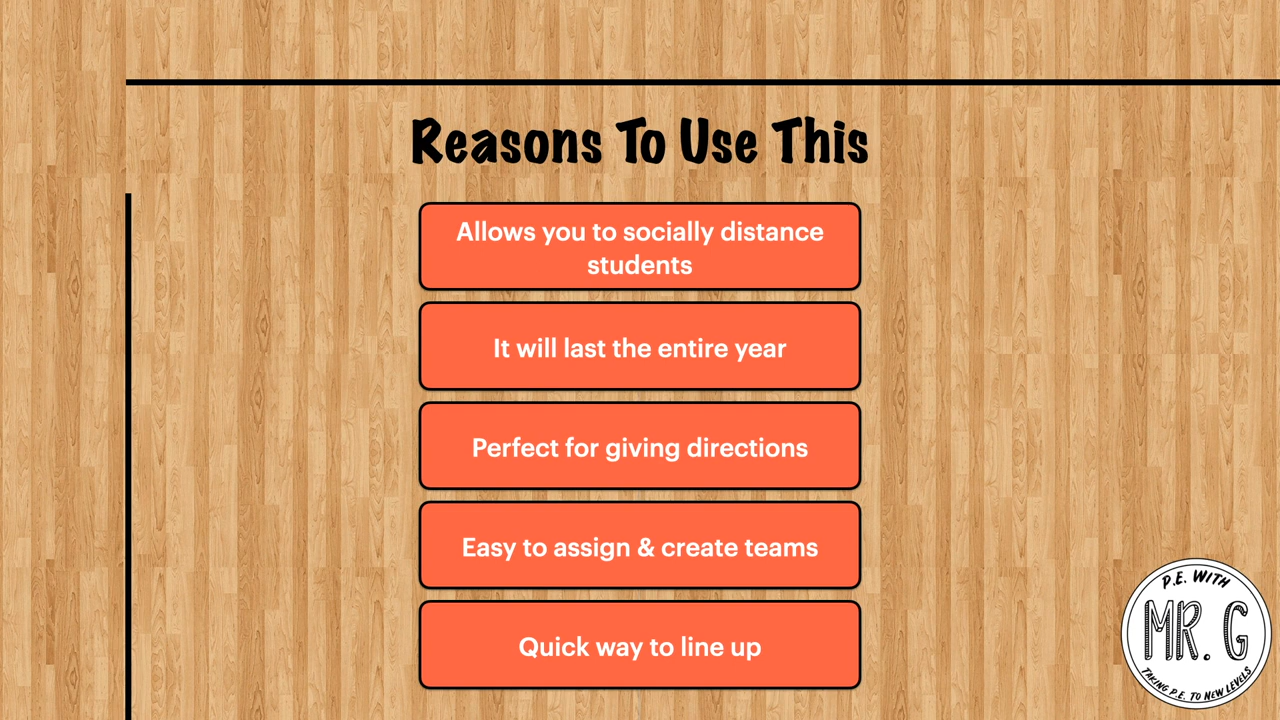 Reasons To Use This
Allows you to socially distance
students
It will last the entire year
Perfect for giving directions
Easy to assign & create teams
Quick way to line up
P.E. WITH
MR. G
TAKING P.E. TO NEW LEVELS